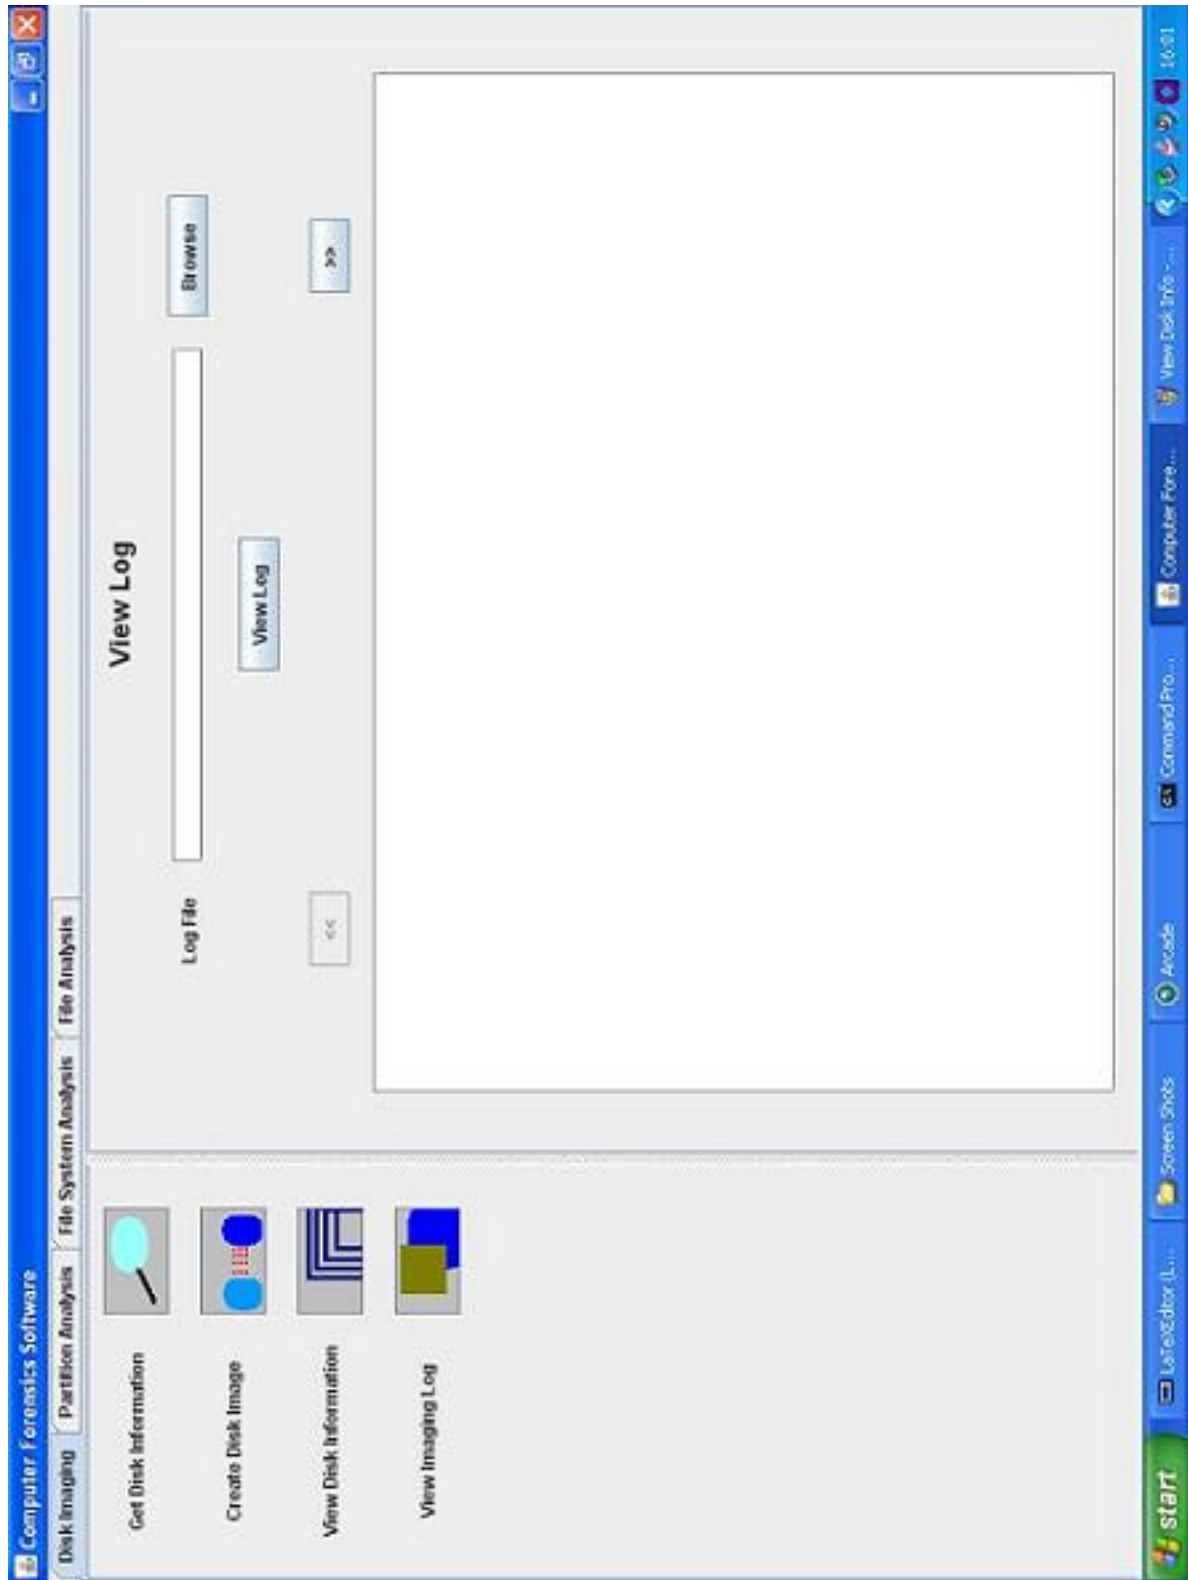 Computer Forensics Software
Disk Imaging Partition Analysis File System Analysis File Analysis
Get Disk Information
Create Disk Image
View Disk Information
View Imaging Log
View Log
Log File
Browse
View Log
<< >>
start
LaTeXEditor (L...
Screen Shots
Arcade
Command Pro...
Computer Fore...
View Disk Info -...
16:01